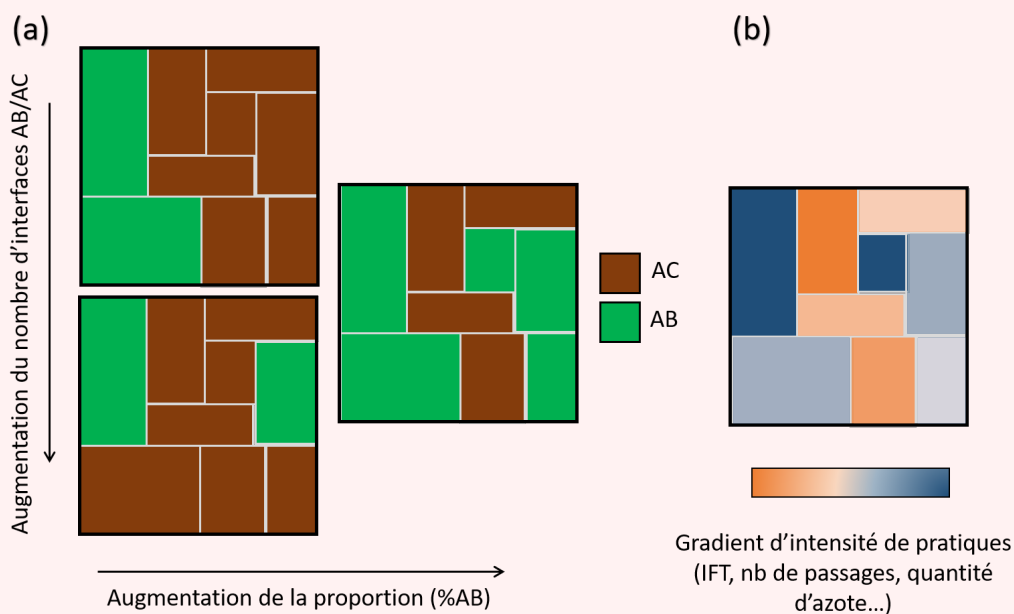 (a)
(b)
Augmentation du nombre d'interfaces AB/AC
AC
AB
Augmentation de la proportion (%AB)
Gradient d'intensité de pratiques
(IFT, nb de passages, quantité
d'azote...)